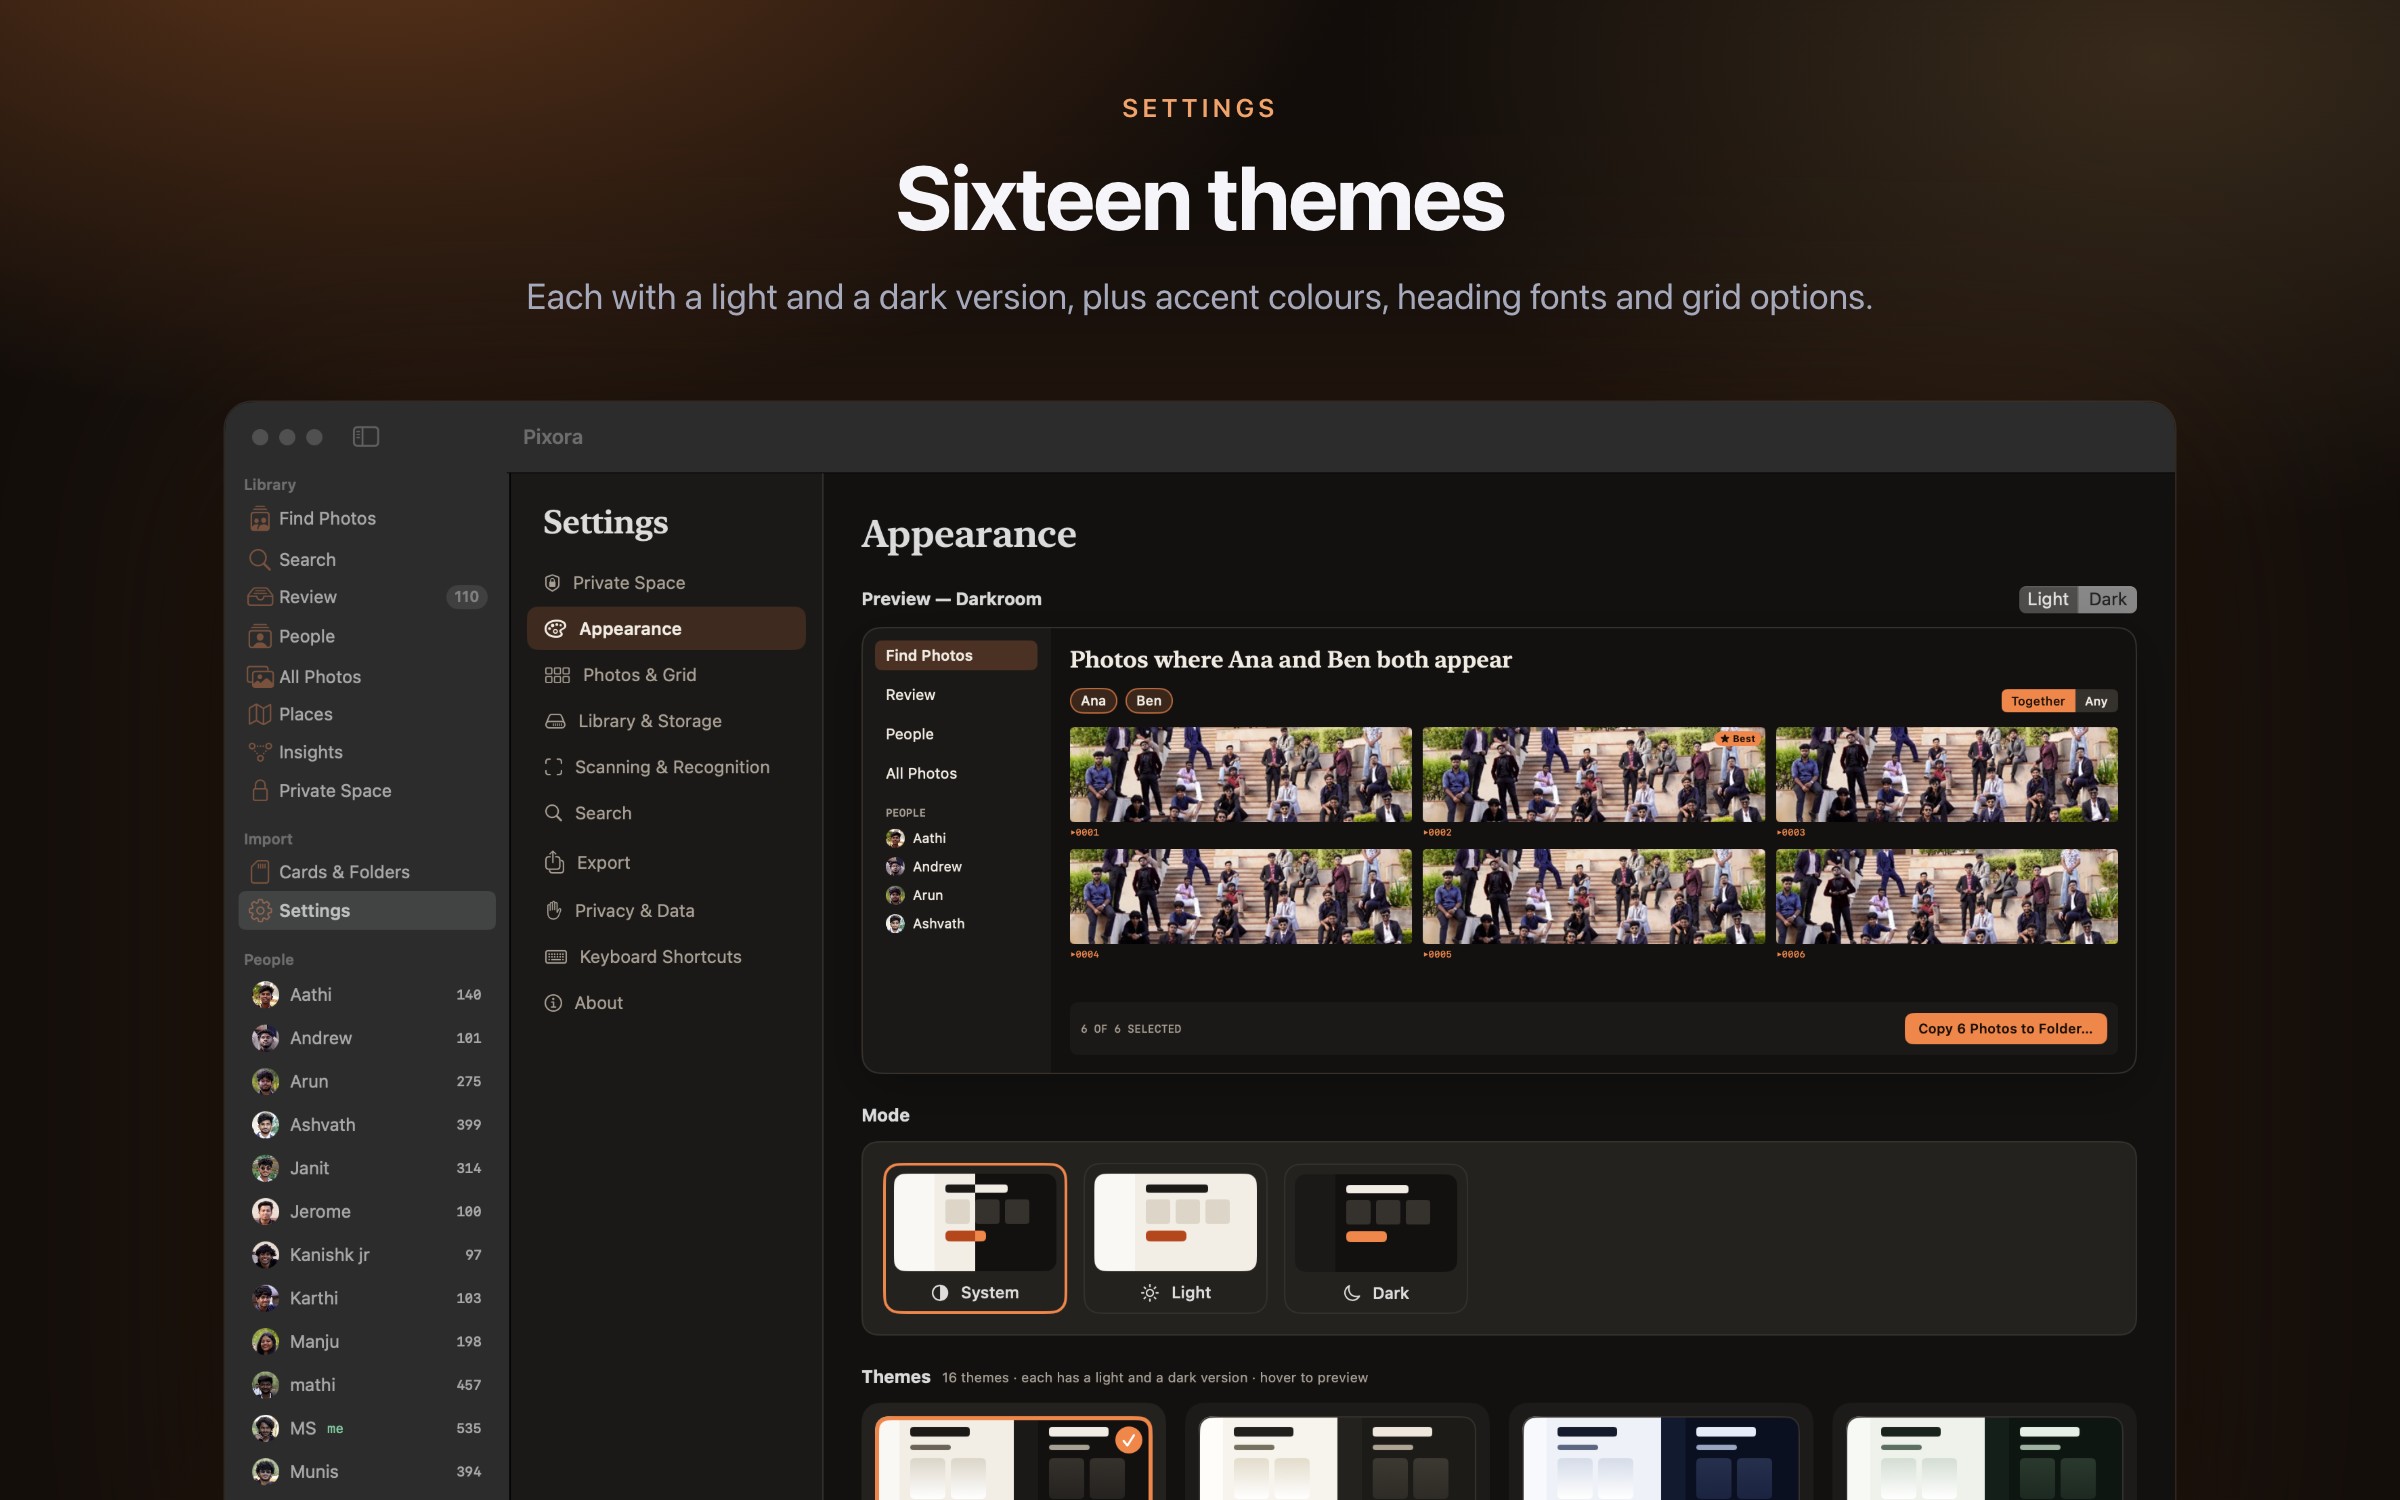 SETTINGS
Sixteen themes
Each with a light and a dark version, plus accent colours, heading fonts and grid options.
Pixora
Library
Find Photos
Search
Review 110
People
All Photos
Places
Insights
Private Space
Import
Cards & Folders
Settings
People
Aathi 140
Andrew 101
Arun 275
Ashvath 399
Janit 314
Jerome 100
Kanishk jr 97
Karthi 103
Manju 198
mathi 457
MS me 535
Munis 394
Settings
Private Space
Appearance
Photos & Grid
Library & Storage
Scanning & Recognition
Search
Export
Privacy & Data
Keyboard Shortcuts
About
Appearance
Preview — Darkroom
Light Dark
Find Photos
Review
People
All Photos
PEOPLE
Aathi
Andrew
Arun
Ashvath
Photos where Ana and Ben both appear
Ana Ben
Together Any
★ Best
▸0001 ▸0002 ▸0003
▸0004 ▸0005 ▸0006
6 OF 6 SELECTED
Copy 6 Photos to Folder...
Mode
System Light Dark
Themes 16 themes · each has a light and a dark version · hover to preview